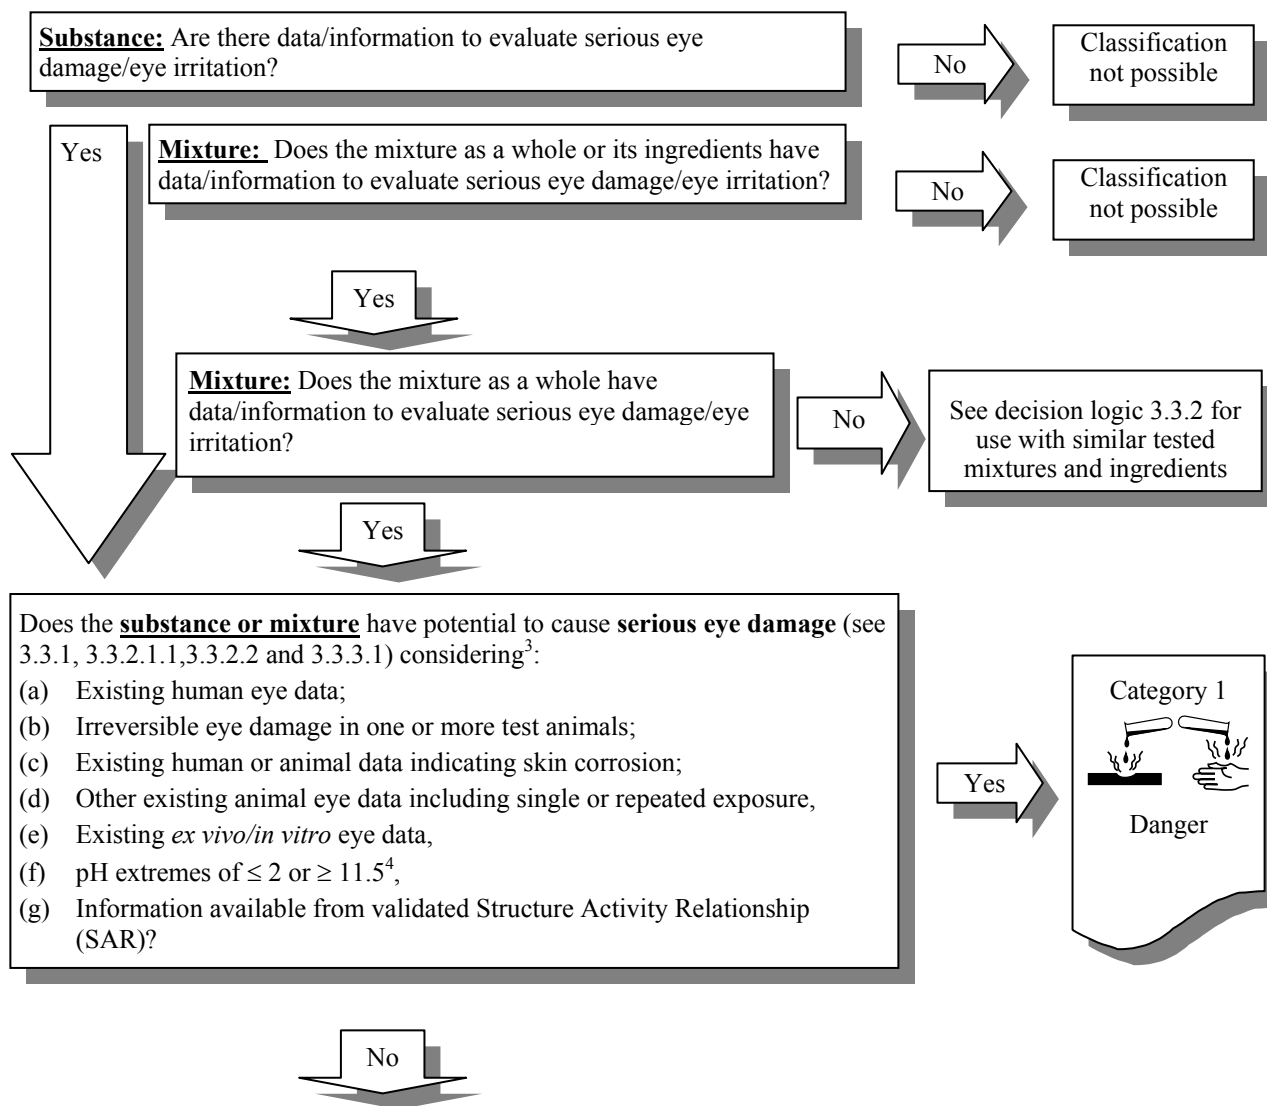 Substance: Are there data/information to evaluate serious eye
damage/eye irritation?
No
Classification
not possible
Yes
Mixture: Does the mixture as a whole or its ingredients have
data/information to evaluate serious eye damage/eye irritation?
No
Classification
not possible
Yes
Mixture: Does the mixture as a whole have
data/information to evaluate serious eye damage/eye
irritation?
No
See decision logic 3.3.2 for
use with similar tested
mixtures and ingredients
Yes
Does the substance or mixture have potential to cause serious eye damage (see
3.3.1, 3.3.2.1.1,3.3.2.2 and 3.3.3.1) considering³:
(a) Existing human eye data;
(b) Irreversible eye damage in one or more test animals;
(c) Existing human or animal data indicating skin corrosion;
(d) Other existing animal eye data including single or repeated exposure,
(e) Existing ex vivo/in vitro eye data,
(f) pH extremes of ≤ 2 or ≥ 11.5⁴,
(g) Information available from validated Structure Activity Relationship
(SAR)?
Yes
Category 1
Danger
No